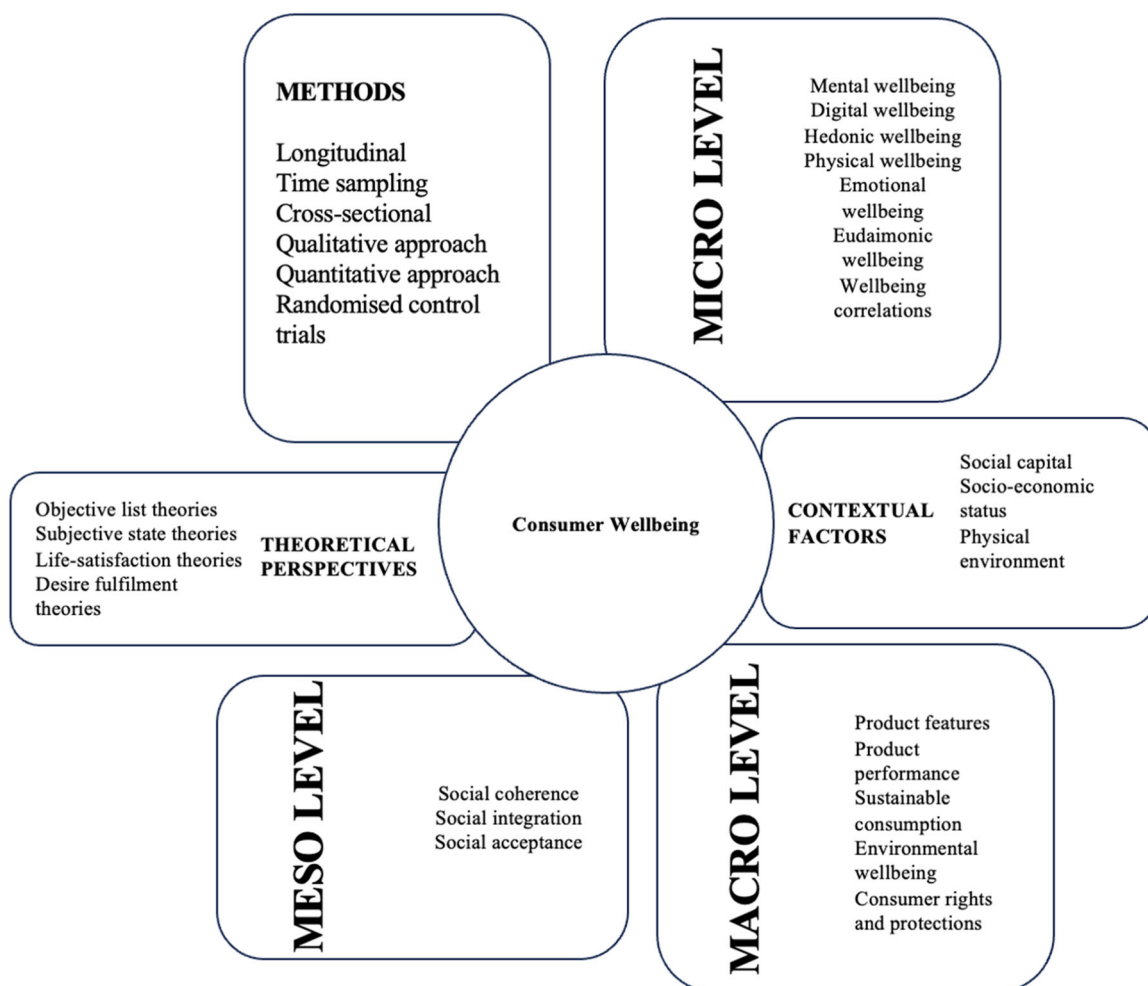 METHODS
Longitudinal
Time sampling
Cross-sectional
Qualitative approach
Quantitative approach
Randomised control
trials
MICRO LEVEL
Mental wellbeing
Digital wellbeing
Hedonic wellbeing
Physical wellbeing
Emotional
wellbeing
Eudaimonic
wellbeing
Wellbeing
correlations
Objective list theories
Subjective state theories
Life-satisfaction theories
Desire fulfilment
theories
THEORETICAL
PERSPECTIVES
Consumer Wellbeing
CONTEXTUAL
FACTORS
Social capital
Socio-economic
status
Physical
environment
MESO LEVEL
Social coherence
Social integration
Social acceptance
MACRO LEVEL
Product features
Product
performance
Sustainable
consumption
Environmental
wellbeing
Consumer rights
and protections